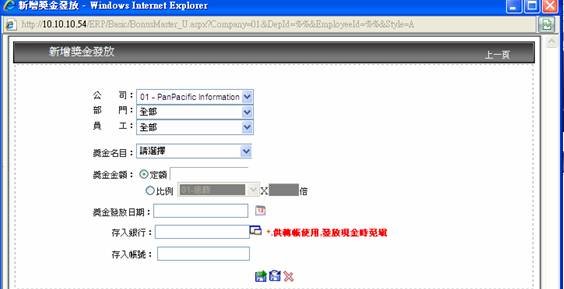 新增獎金發放 - Windows Internet Explorer
http://10.10.10.54/ERP/Basic/BonusMaster_U.aspx?Company=01&DepId=%%&EmployeeId=%%&Style=A
新增獎金發放 上一頁
公 司： 01 - PanPacific Information
部 門： 全部
員 工： 全部
獎金名目： 請選擇
獎金金額： 定額
比例 X 倍
獎金發放日期：
存入銀行： *.供轉帳使用.發放現金時免填
存入帳號：